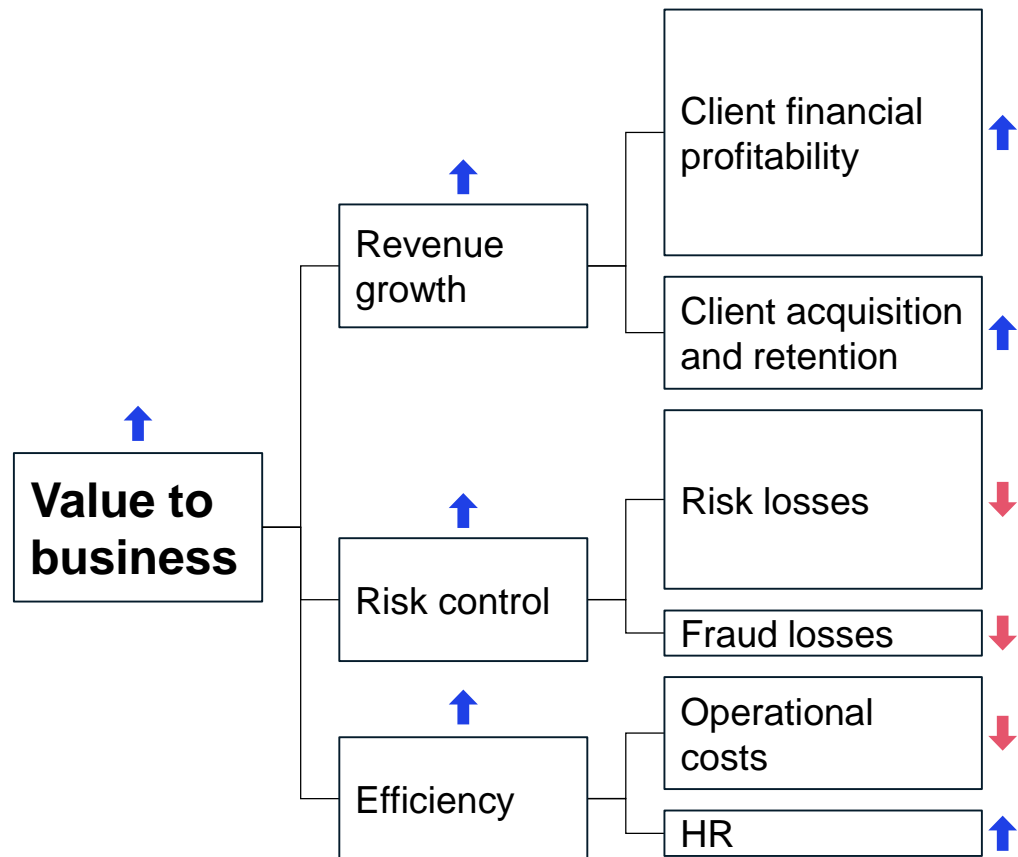 Value to
business
Revenue
growth
Client financial
profitability
Client acquisition
and retention
Risk control
Risk losses
Fraud losses
Efficiency
Operational
costs
HR